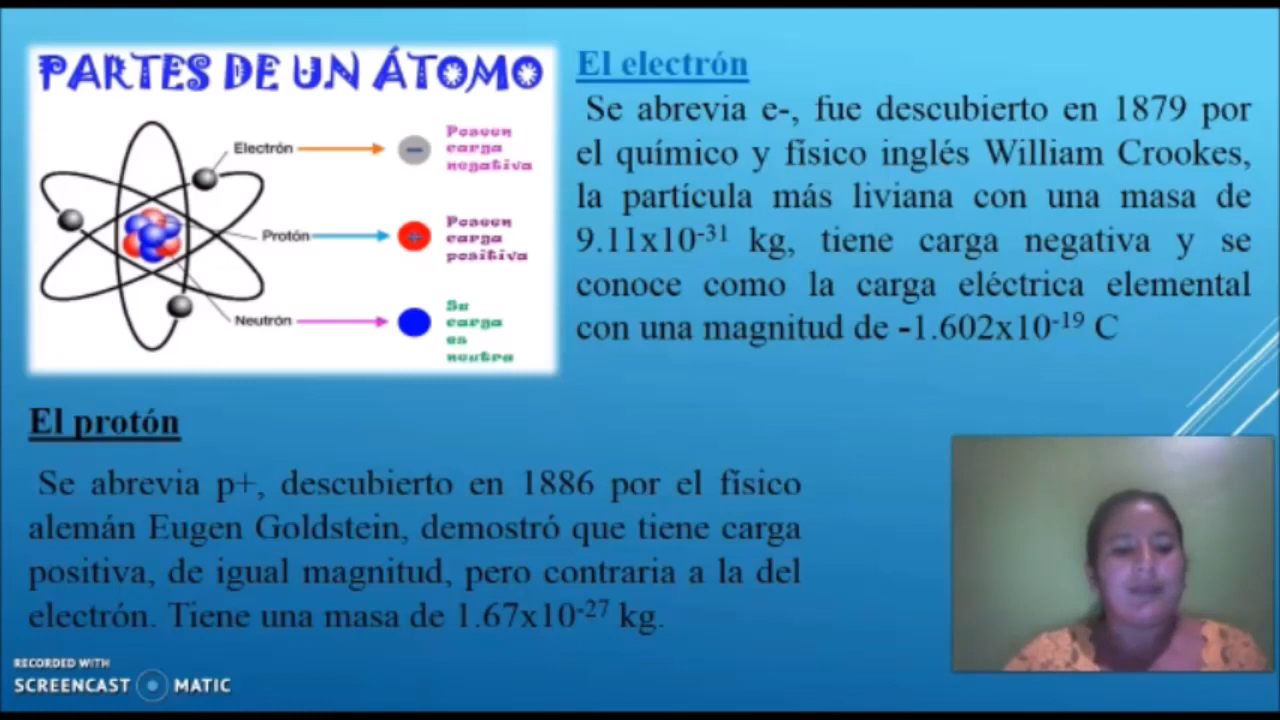 PARTES DE UN ÁTOMO
Electrón
Poseen
carga
negativa
Protón
Poseen
carga
positiva
Neutrón
Su
carga
es
neutra
El electrón
Se abrevia e-, fue descubierto en 1879 por
el químico y físico inglés William Crookes,
la partícula más liviana con una masa de
9.11x10⁻³¹ kg, tiene carga negativa y se
conoce como la carga eléctrica elemental
con una magnitud de -1.602x10⁻¹⁹ C
El protón
Se abrevia p+, descubierto en 1886 por el físico
alemán Eugen Goldstein, demostró que tiene carga
positiva, de igual magnitud, pero contraria a la del
electrón. Tiene una masa de 1.67x10⁻²⁷ kg.
RECORDED WITH
SCREENCAST MATIC